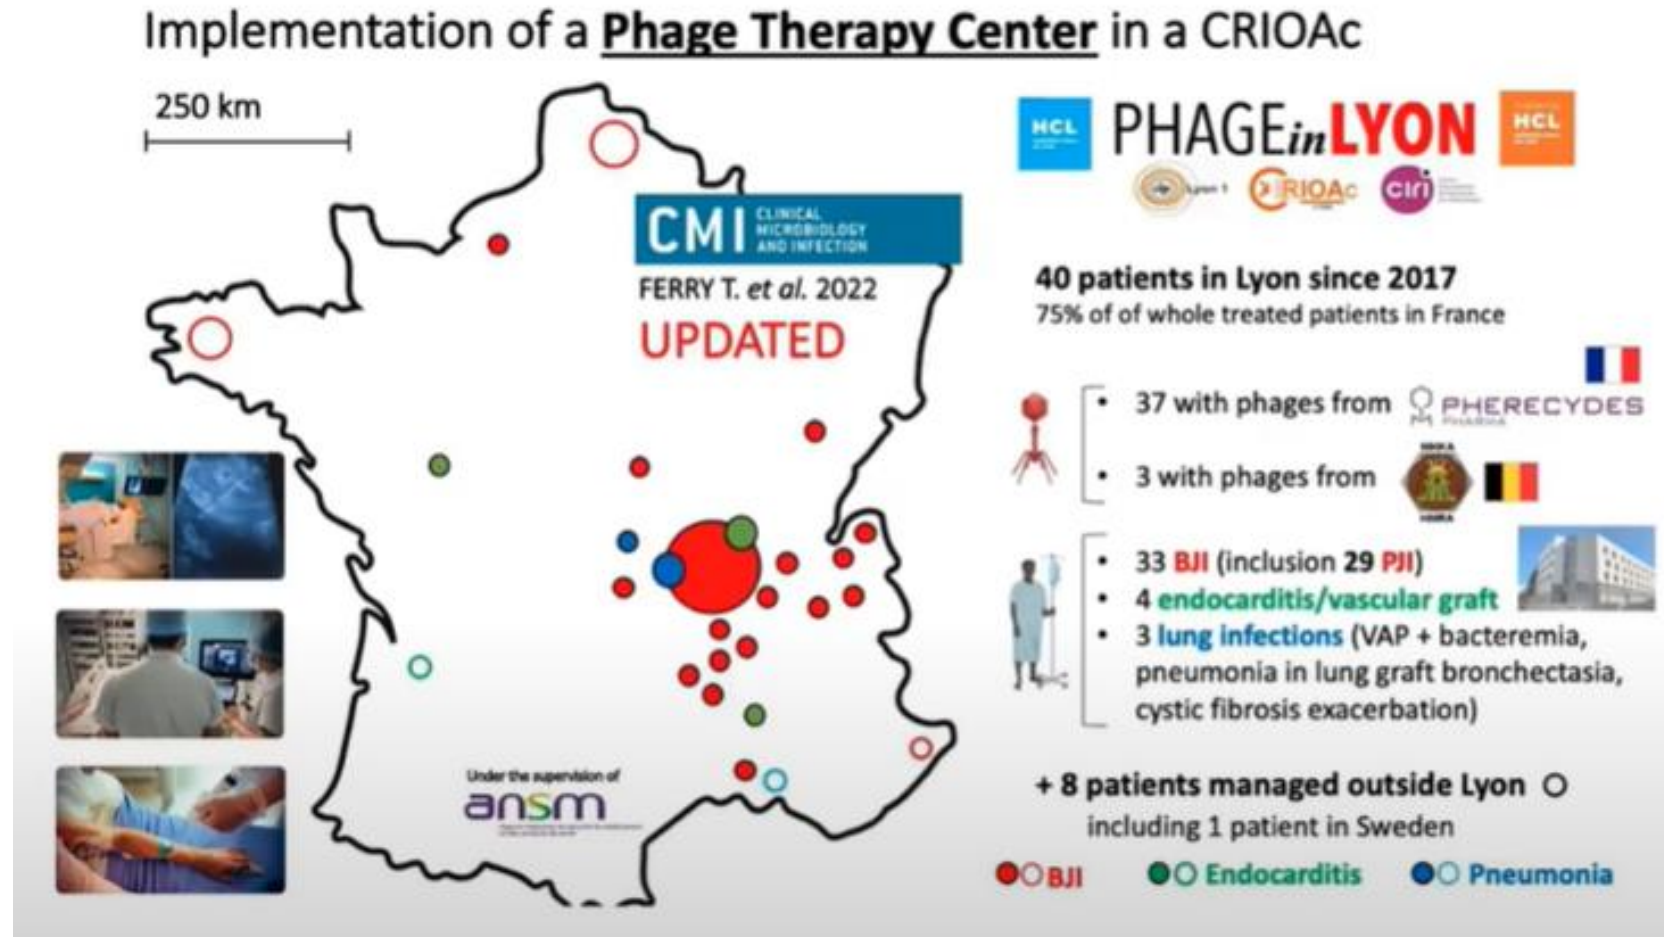 Implementation of a Phage Therapy Center in a CRIOAc
250 km
HCL
PHAGEinLYON
HCL
Lyon 1
CRIOAc
ciri
CMI
CLINICAL
MICROBIOLOGY
AND INFECTION
FERRY T. et al. 2022
UPDATED
40 patients in Lyon since 2017
75% of of whole treated patients in France
• 37 with phages from PHERECYDES
PHARMA
• 3 with phages from
• 33 BJI (inclusion 29 PJI)
• 4 endocarditis/vascular graft
• 3 lung infections (VAP + bacteremia,
pneumonia in lung graft bronchectasia,
cystic fibrosis exacerbation)
Under the supervision of
ansm
+ 8 patients managed outside Lyon
including 1 patient in Sweden
BJI
Endocarditis
Pneumonia